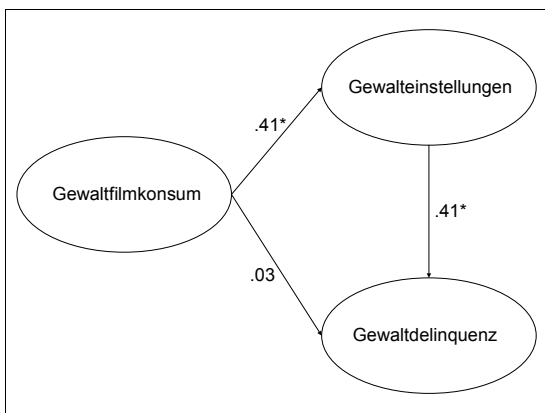 Gewalteinstellungen
.41*
Gewaltfilmkonsum
.41*
.03
Gewaltdelinquenz